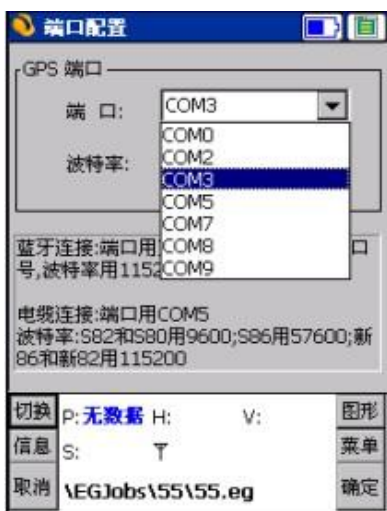 端口配置
GPS 端口
端 口: COM3
COM0
COM2
波特率: COM3
COM5
COM7
COM8
COM9
蓝牙连接:端口用 口
号,波特率用1152
电缆连接:端口用COM5
波特率:S82和S80用9600;S86用57600;新
86和新82用115200
切换 P:无数据 H: V: 图形
信息 S: 菜单
取消 \EGJobs\55\55.eg 确定